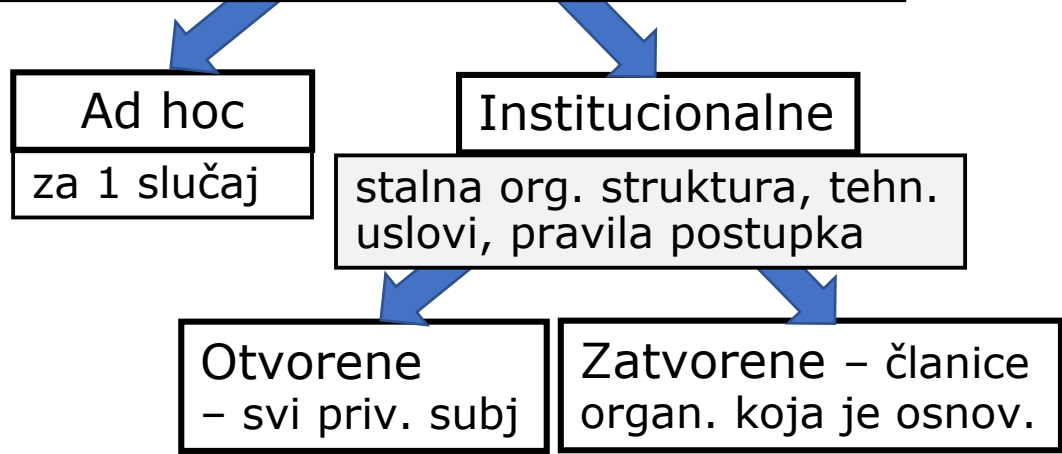 Ad hoc
za 1 slučaj
Institucionalne
stalna org. struktura, tehn.
uslovi, pravila postupka
Otvorene
– svi priv. subj
Zatvorene – članice
organ. koja je osnov.